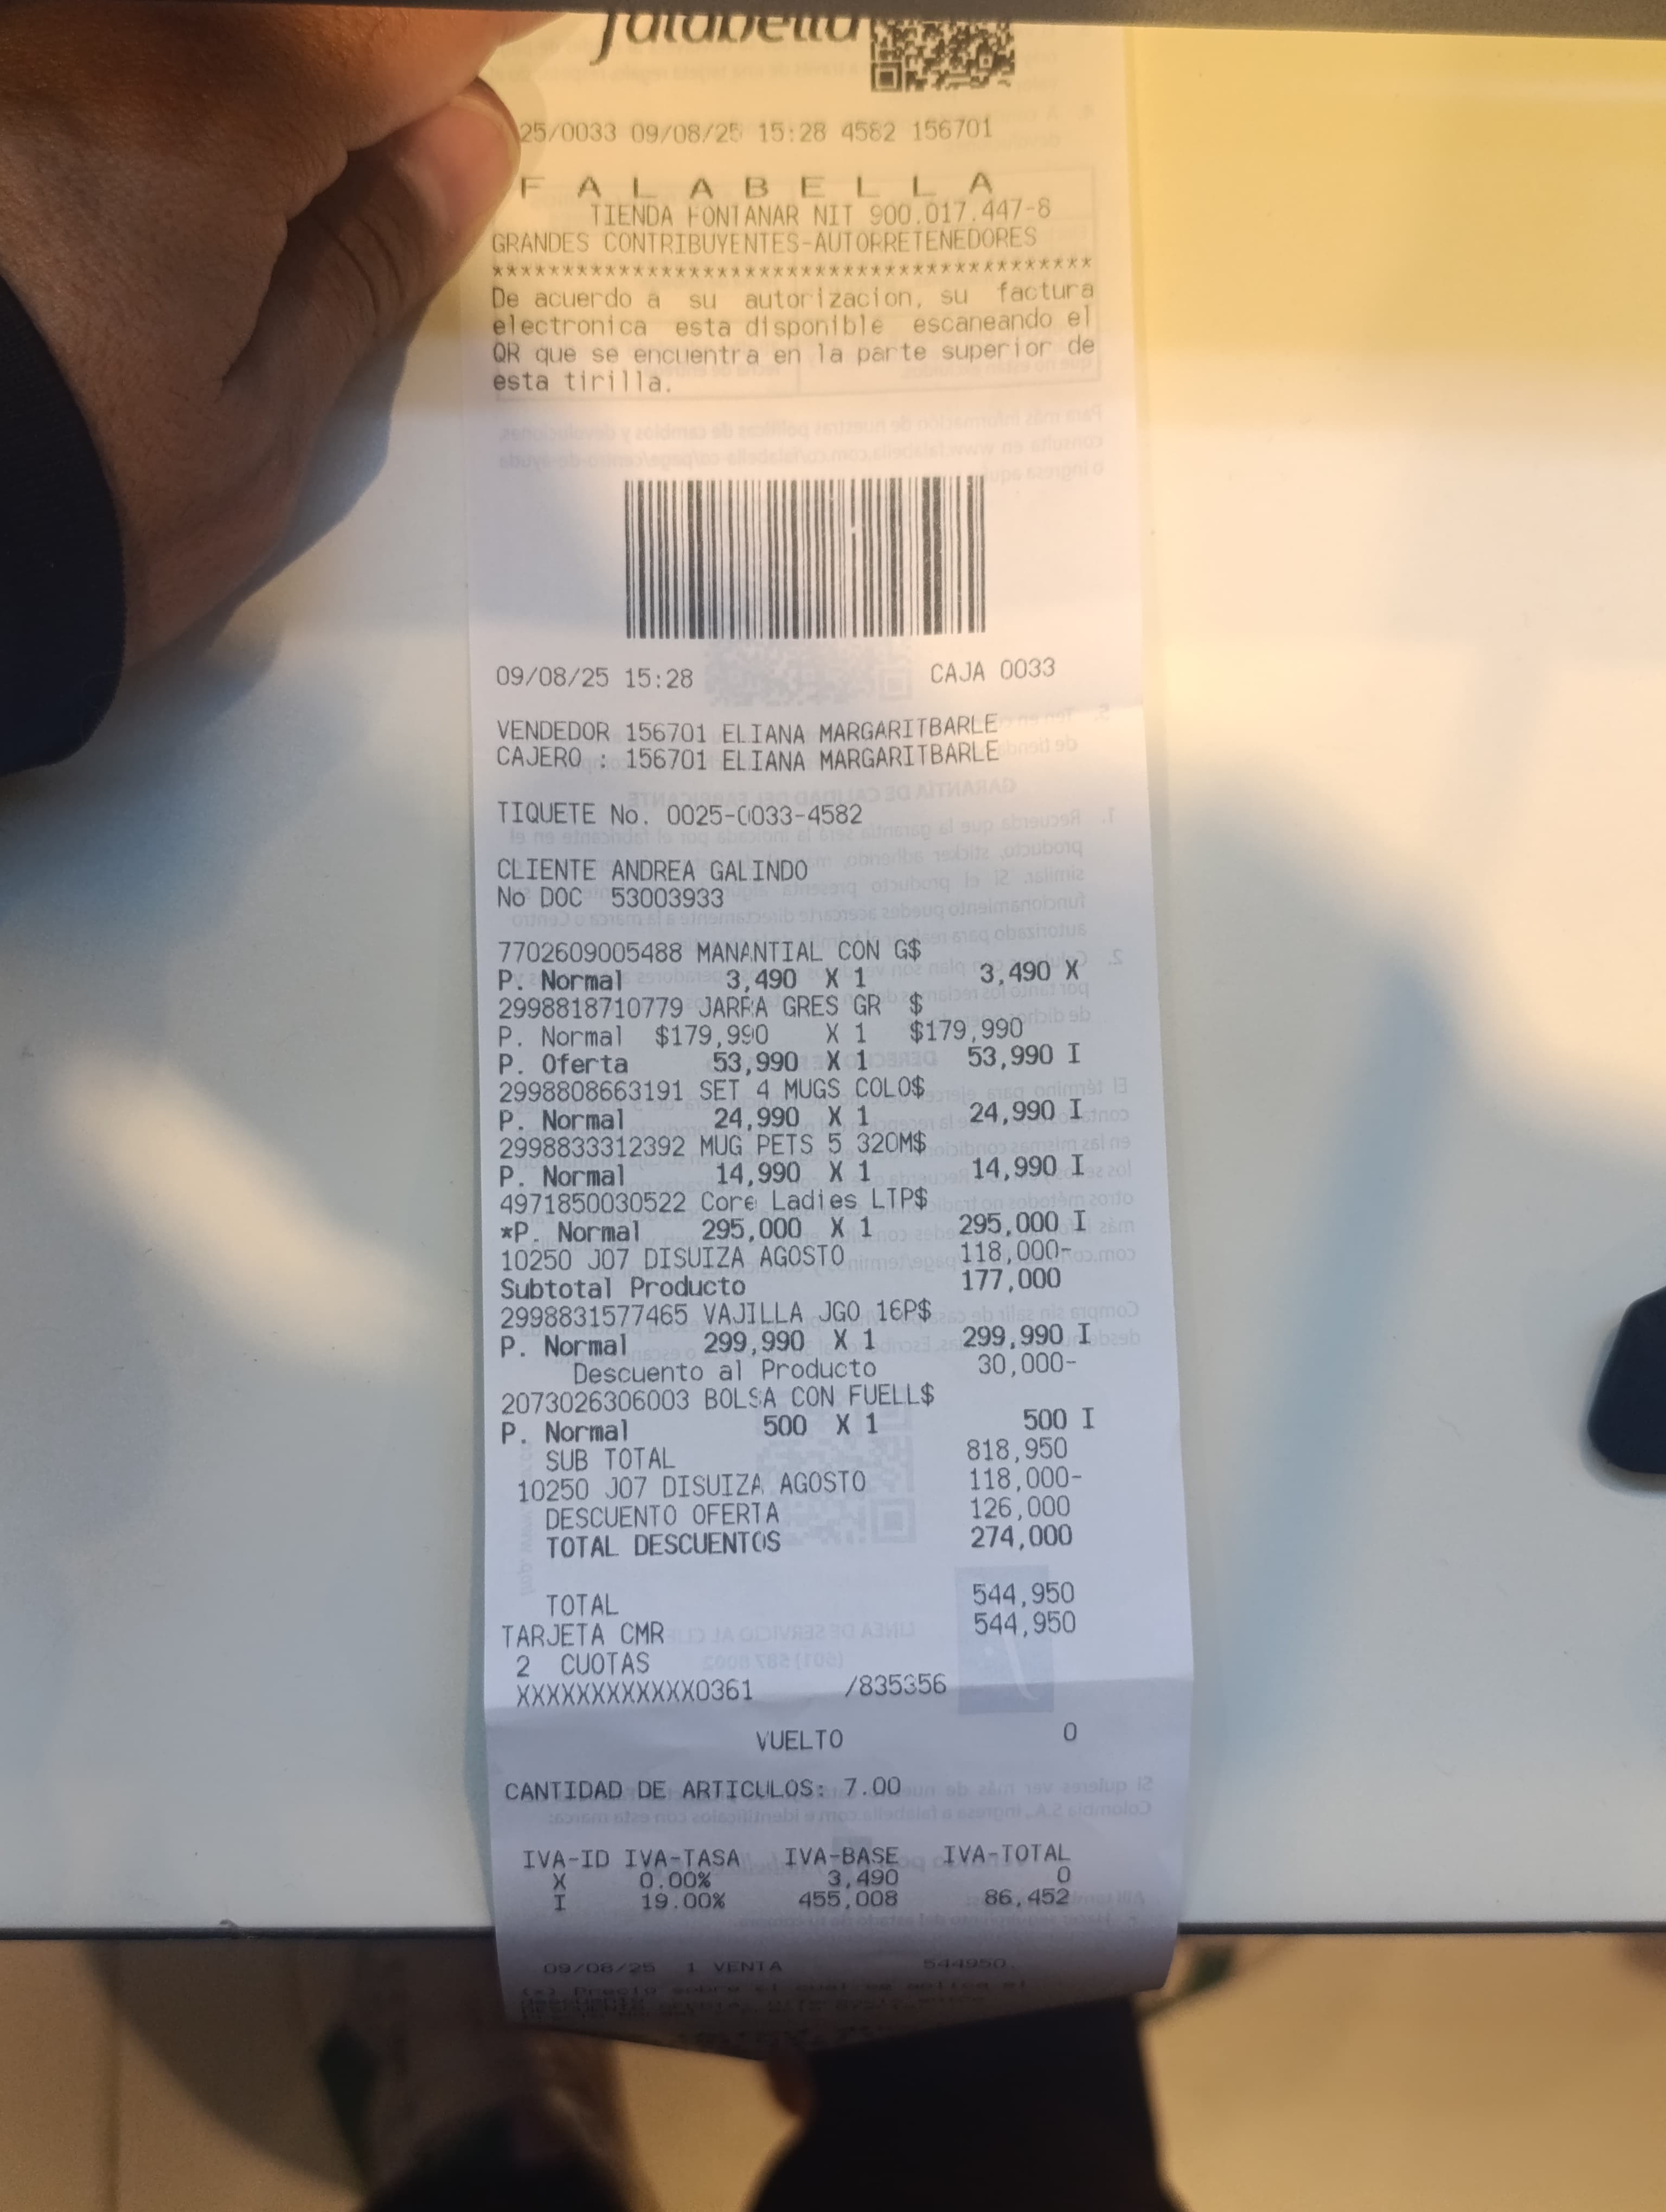 falabella
25/0033 09/08/25 15:28 4582 156701
F A L A B E L L A
TIENDA FONTANAR NIT 900.017.447-8
GRANDES CONTRIBUYENTES-AUTORRETENEDORES
*******************************************
De acuerdo a su autorizacion, su factura
electronica esta disponible escaneando el
QR que se encuentra en la parte superior de
esta tirilla.
09/08/25 15:28 CAJA 0033
VENDEDOR 156701 ELIANA MARGARITBARLE
CAJERO : 156701 ELIANA MARGARITBARLE
TIQUETE No. 0025-0033-4582
CLIENTE ANDREA GALINDO
No DOC 53003933
7702609005488 MANANTIAL CON G$
P. Normal 3,490 X 1 3,490 X
2998818710779 JARRA GRES GR $
P. Normal $179,990 X 1 $179,990
P. Oferta 53,990 X 1 53,990 I
2998808663191 SET 4 MUGS COLO$
P. Normal 24,990 X 1 24,990 I
2998833312392 MUG PETS 5 320M$
P. Normal 14,990 X 1 14,990 I
4971850030522 Core Ladies LTP$
*P. Normal 295,000 X 1 295,000 I
10250 J07 DISUIZA AGOSTO 118,000-
Subtotal Producto 177,000
2998831577465 VAJILLA JGO 16P$
P. Normal 299,990 X 1 299,990 I
Descuento al Producto 30,000-
2073026306003 BOLSA CON FUELL$
P. Normal 500 X 1 500 I
SUB TOTAL 818,950
10250 J07 DISUIZA AGOSTO 118,000-
DESCUENTO OFERTA 126,000
TOTAL DESCUENTOS 274,000
TOTAL 544,950
TARJETA CMR 544,950
2 CUOTAS
XXXXXXXXXXXX0361 /835356
VUELTO 0
CANTIDAD DE ARTICULOS: 7.00
IVA-ID IVA-TASA IVA-BASE IVA-TOTAL
X 0.00% 3,490 0
I 19.00% 455,008 86,452
09/08/25 1 VENTA 544950.
(*) Precio sobre el cual se aplica el